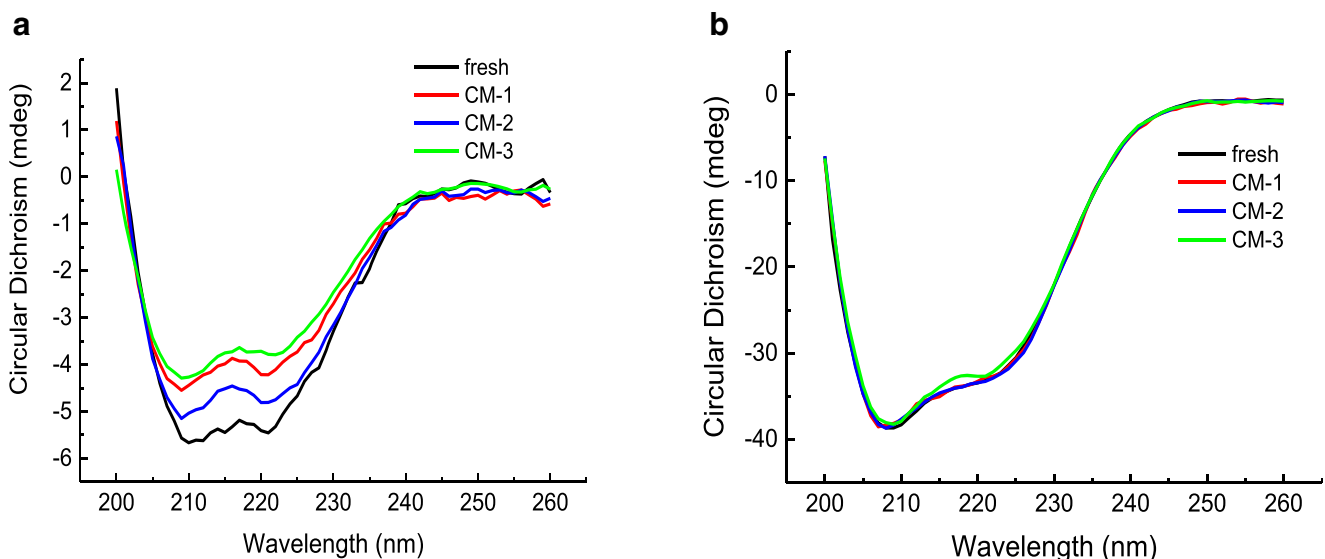 a
Circular Dichroism (mdeg)
2
1
0
-1
-2
-3
-4
-5
-6
fresh
CM-1
CM-2
CM-3
200 210 220 230 240 250 260
Wavelength (nm)
b
Circular Dichroism (mdeg)
0
-10
-20
-30
-40
fresh
CM-1
CM-2
CM-3
200 210 220 230 240 250 260
Wavelength (nm)